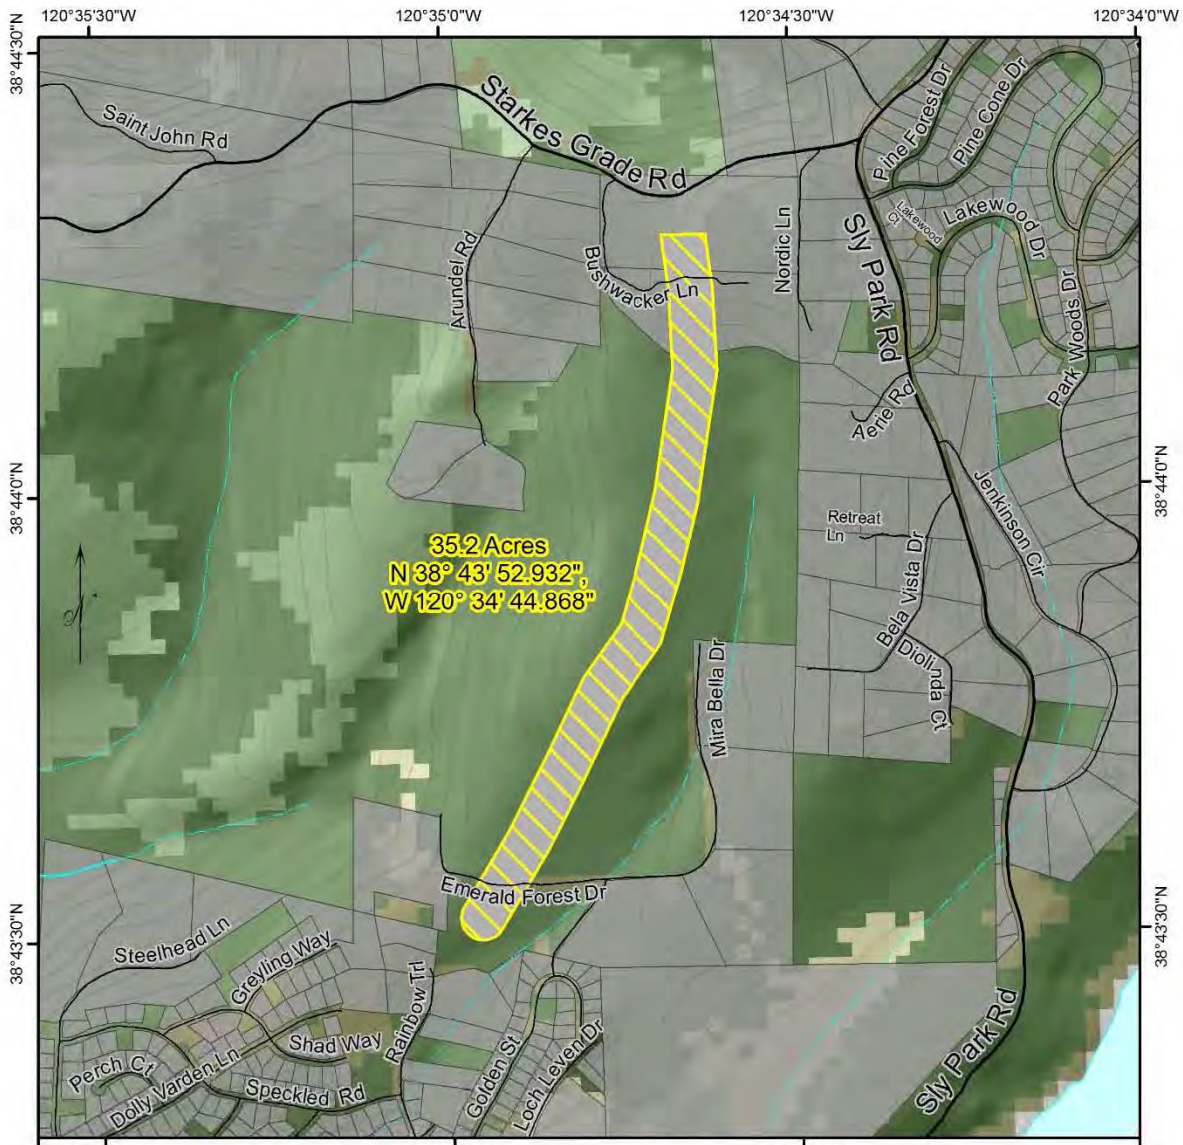 120°35'30"W
120°35'0"W
120°34'30"W
120°34'0"W
38°44'30"N
Saint John Rd
Starkes Grade Rd
Pine Forest Dr
Pine Cone Dr
Lakewood
Ct
Lakewood Dr
Nordic Ln
Sly Park Rd
Arundel Rd
Bushwacker Ln
Park Woods Dr
Aerie Rd
38°44'0"N
38°44'0"N
Jenkinson Cir
Retreat
Ln
35.2 Acres
N 38° 43' 52.932",
W 120° 34' 44.868"
Bela Vista Dr
Diolinda Ct
Mira Bella Dr
Emerald Forest Dr
38°43'30"N
38°43'30"N
Steelhead Ln
Greyling Way
Rainbow Trl
Shad Way
Perch Ct
Dolly Varden Ln
Speckled Rd
Golden St
Loch Leven Dr
Sly Park Rd